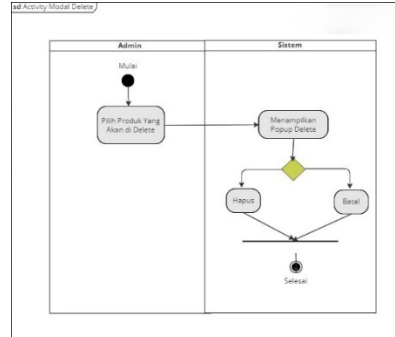 sd Activity Modal Delete
Admin
Sistem
Mulai
Pilih Produk Yang
Akan di Delete
Menampilkan
Popup Delete
Hapus
Batal
Selesai